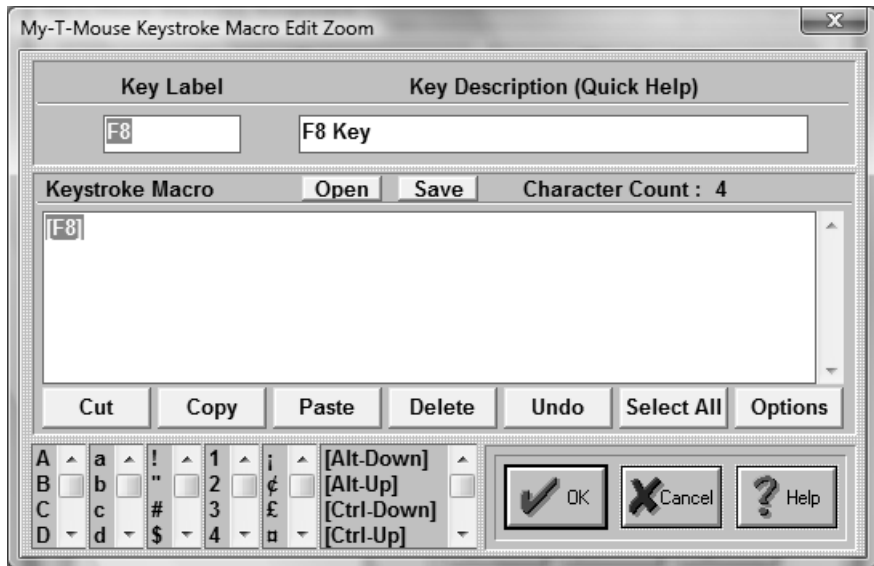 My-T-Mouse Keystroke Macro Edit Zoom
Key Label Key Description (Quick Help)
F8 F8 Key
Keystroke Macro Open Save Character Count : 4
[F8]
Cut Copy Paste Delete Undo Select All Options
A a ! 1 ¡ [Alt-Down]
B b " 2 ¢ [Alt-Up]
C c # 3 £ [Ctrl-Down]
D d $ 4 ¤ [Ctrl-Up]
OK Cancel Help